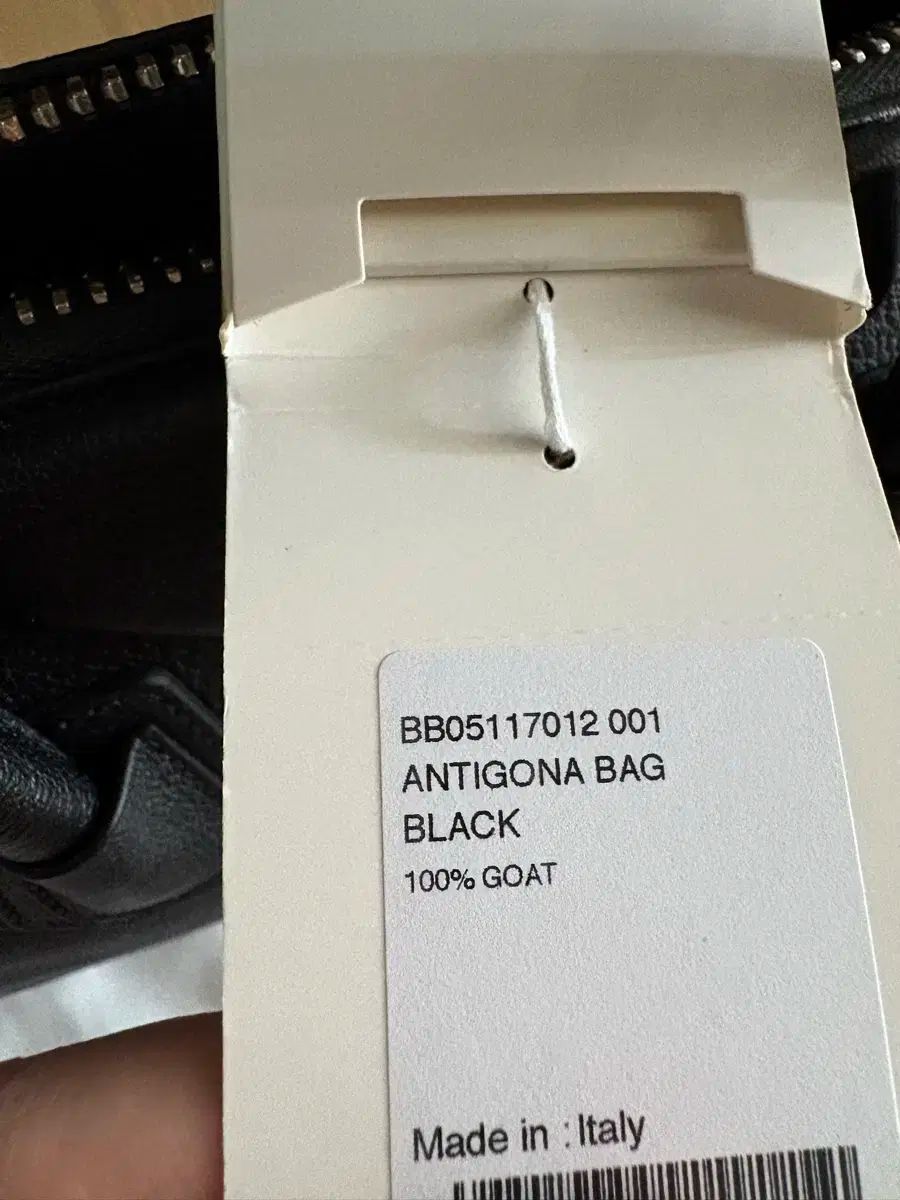 BB05117012 001
ANTIGONA BAG
BLACK
100% GOAT
Made in : Italy